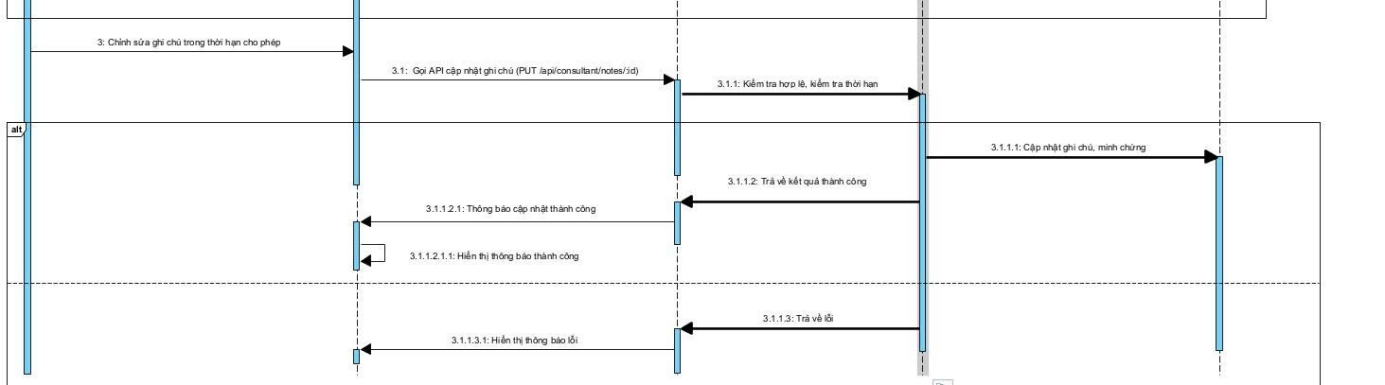 3: Chỉnh sửa ghi chú trong thời hạn cho phép
3.1: Gọi API cập nhật ghi chú (PUT /api/consultant/notes/:id)
3.1.1: Kiểm tra hợp lệ, kiểm tra thời hạn
alt
3.1.1.1: Cập nhật ghi chú, minh chứng
3.1.1.2: Trả về kết quả thành công
3.1.1.2.1: Thông báo cập nhật thành công
3.1.1.2.1.1: Hiển thị thông báo thành công
3.1.1.3: Trả về lỗi
3.1.1.3.1: Hiển thị thông báo lỗi